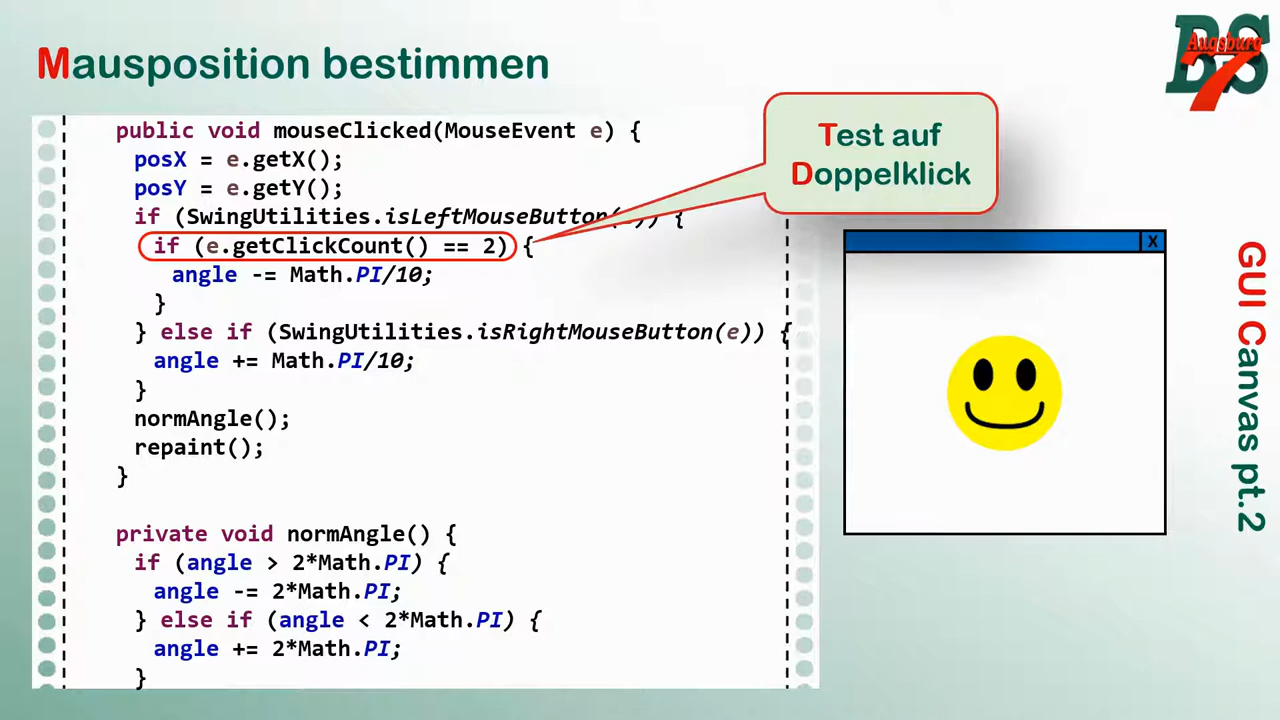 Mausposition bestimmen
BS
Augsburg
7
public void mouseClicked(MouseEvent e) {
posX = e.getX();
posY = e.getY();
if (SwingUtilities.isLeftMouseButton(e)) {
if (e.getClickCount() == 2) {
angle -= Math.PI/10;
}
} else if (SwingUtilities.isRightMouseButton(e)) {
angle += Math.PI/10;
}
normAngle();
repaint();
}
private void normAngle() {
if (angle > 2*Math.PI) {
angle -= 2*Math.PI;
} else if (angle < 2*Math.PI) {
angle += 2*Math.PI;
}
Test auf
Doppelklick
X
GUI Canvas pt.2